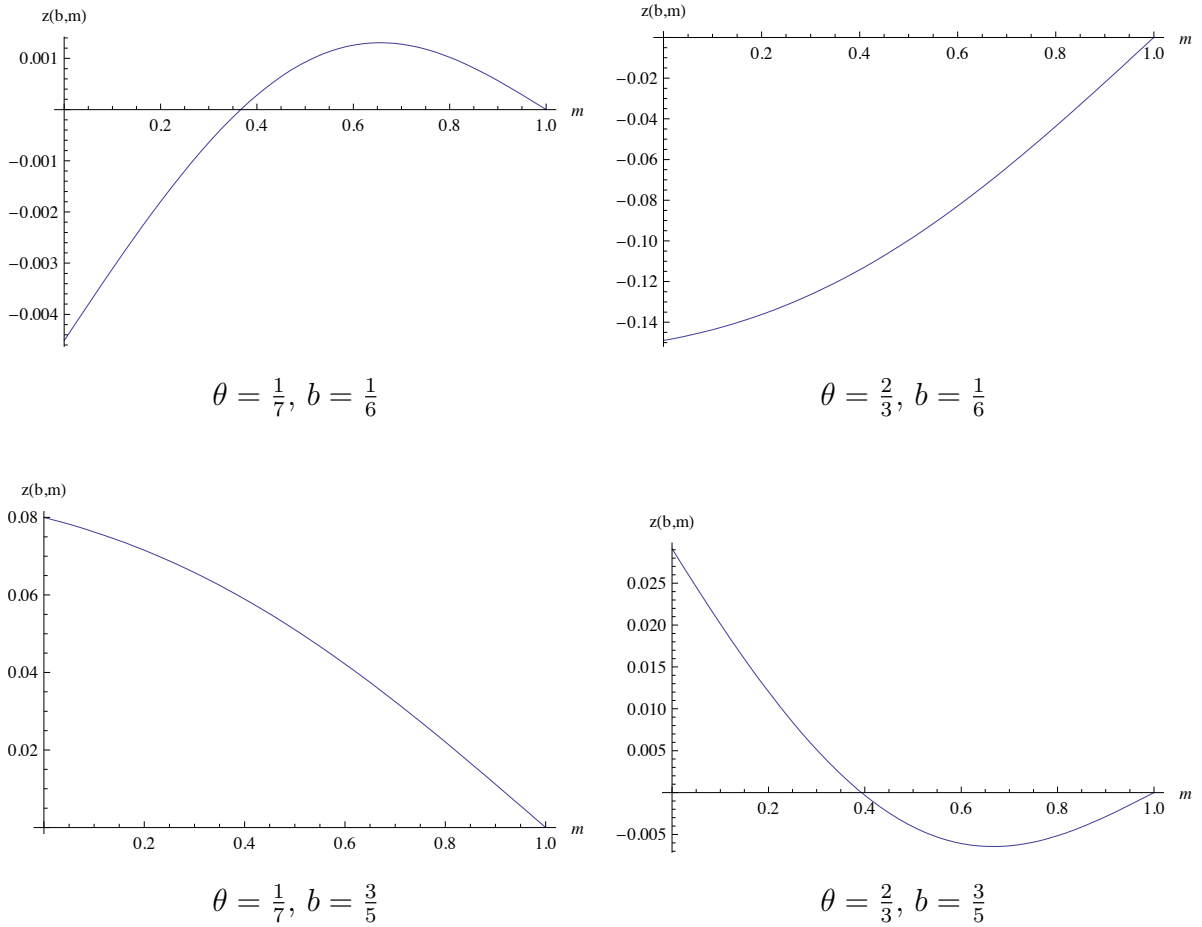 z(b,m)
0.001
−0.001
−0.002
−0.003
−0.004
0.2 0.4 0.6 0.8 1.0
m
θ = 1/7, b = 1/6
z(b,m)
0.2 0.4 0.6 0.8 1.0
m
−0.02
−0.04
−0.06
−0.08
−0.10
−0.12
−0.14
θ = 2/3, b = 1/6
z(b,m)
0.08
0.06
0.04
0.02
0.2 0.4 0.6 0.8 1.0
m
θ = 1/7, b = 3/5
z(b,m)
0.025
0.020
0.015
0.010
0.005
−0.005
0.2 0.4 0.6 0.8 1.0
m
θ = 2/3, b = 3/5